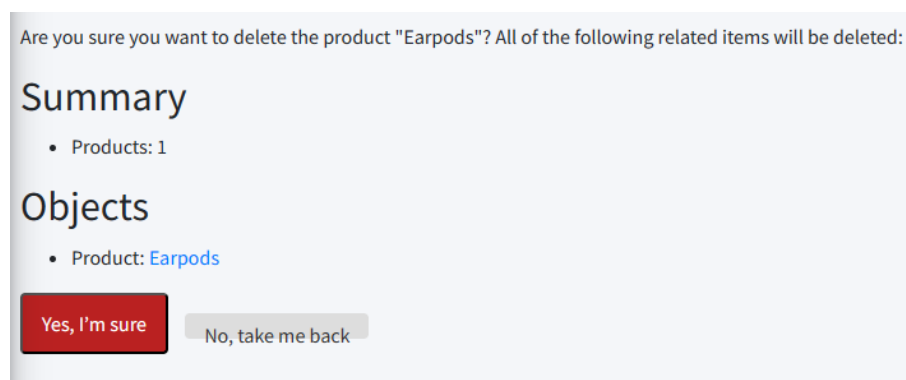 Are you sure you want to delete the product "Earpods"? All of the following related items will be deleted:
Summary
• Products: 1
Objects
• Product: Earpods
Yes, I’m sure
No, take me back